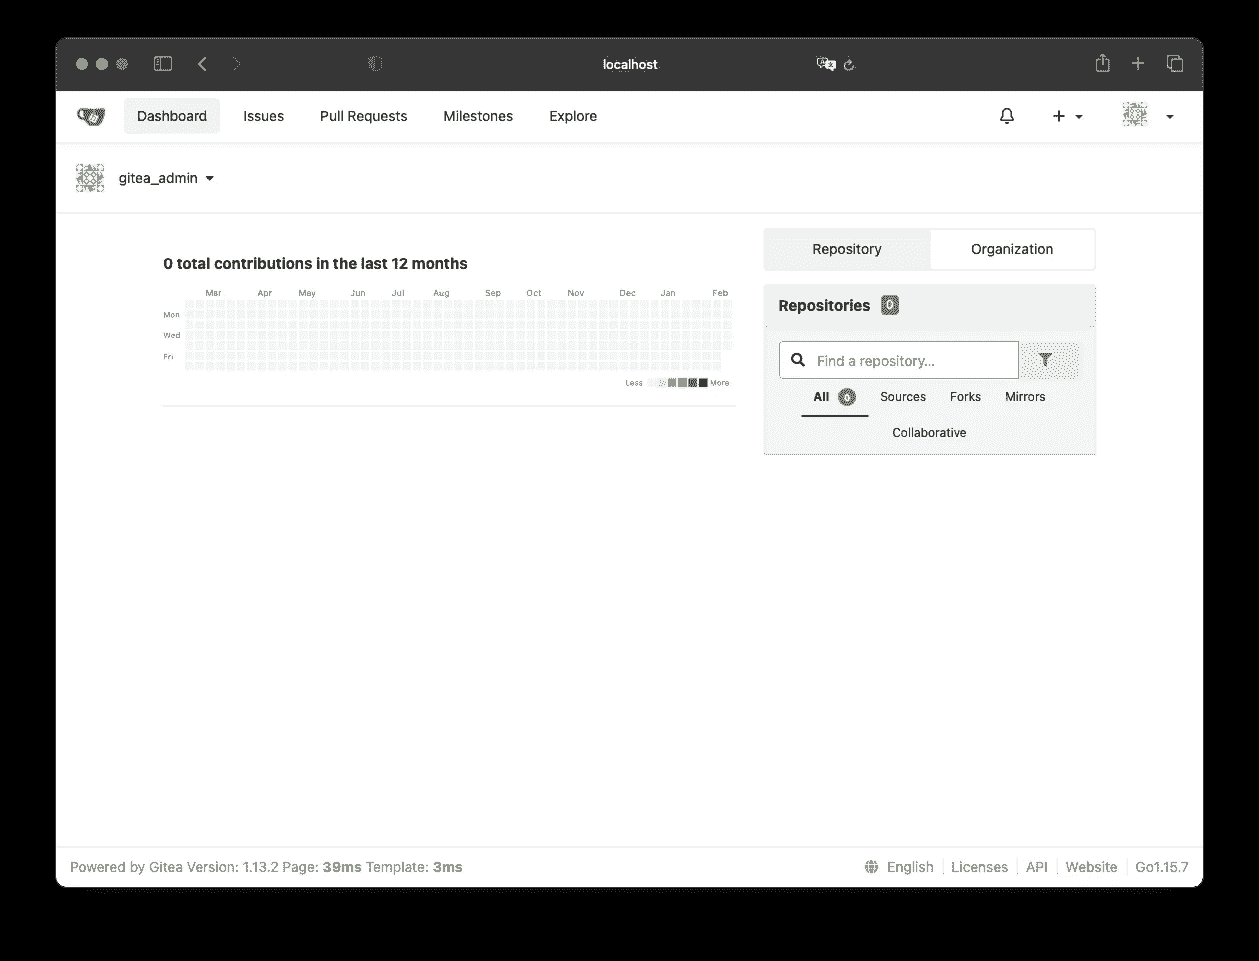 localhost
Dashboard Issues Pull Requests Milestones Explore
gitea_admin
Repository Organization
0 total contributions in the last 12 months
Mar Apr May Jun Jul Aug Sep Oct Nov Dec Jan Feb
Mon
Wed
Fri
Less More
Repositories 0
Find a repository...
All 0 Sources Forks Mirrors
Collaborative
Powered by Gitea Version: 1.13.2 Page: 39ms Template: 3ms
English Licenses API Website Go1.15.7